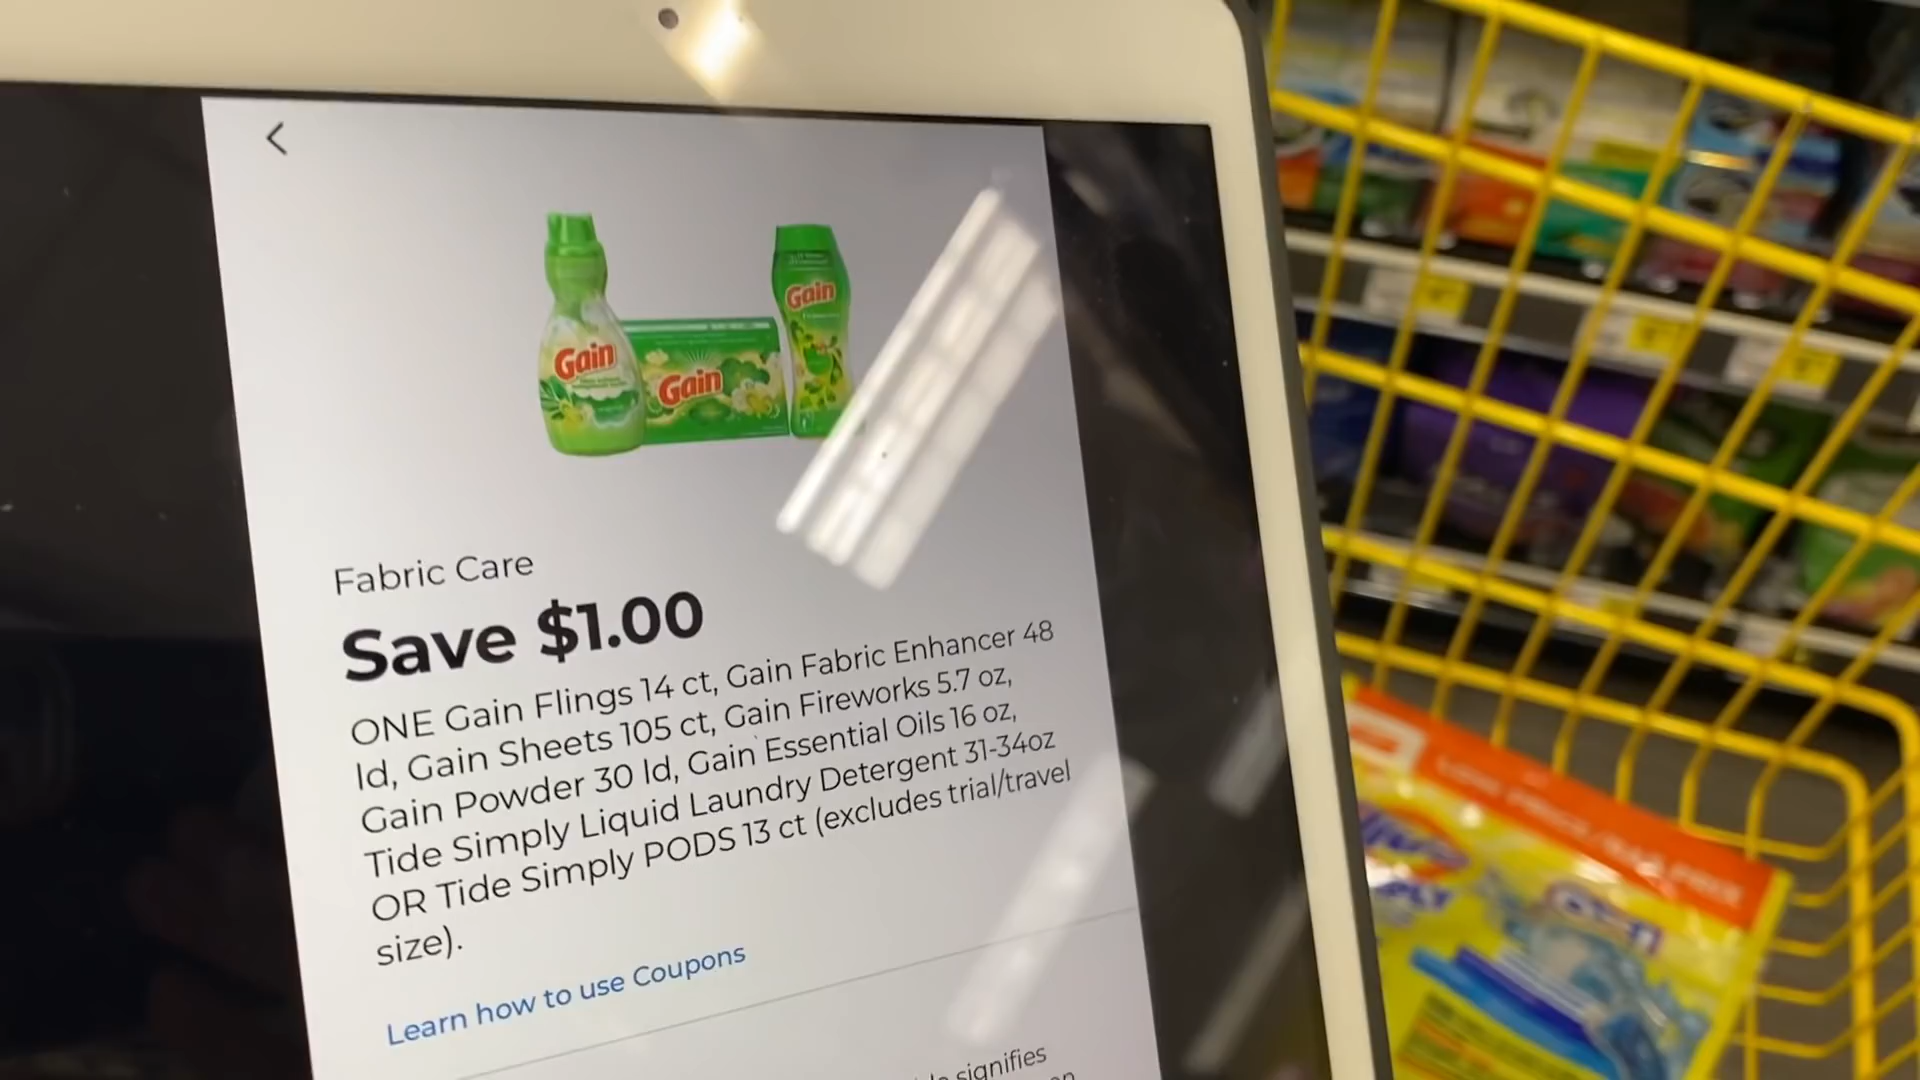 Gain
Gain
Gain
Fabric Care
Save $1.00
ONE Gain Flings 14 ct, Gain Fabric Enhancer 48
ld, Gain Sheets 105 ct, Gain Fireworks 5.7 oz,
Gain Powder 30 ld, Gain Essential Oils 16 oz,
Tide Simply Liquid Laundry Detergent 31-34oz
OR Tide Simply PODS 13 ct (excludes trial/travel
size).
Learn how to use Coupons
signifies